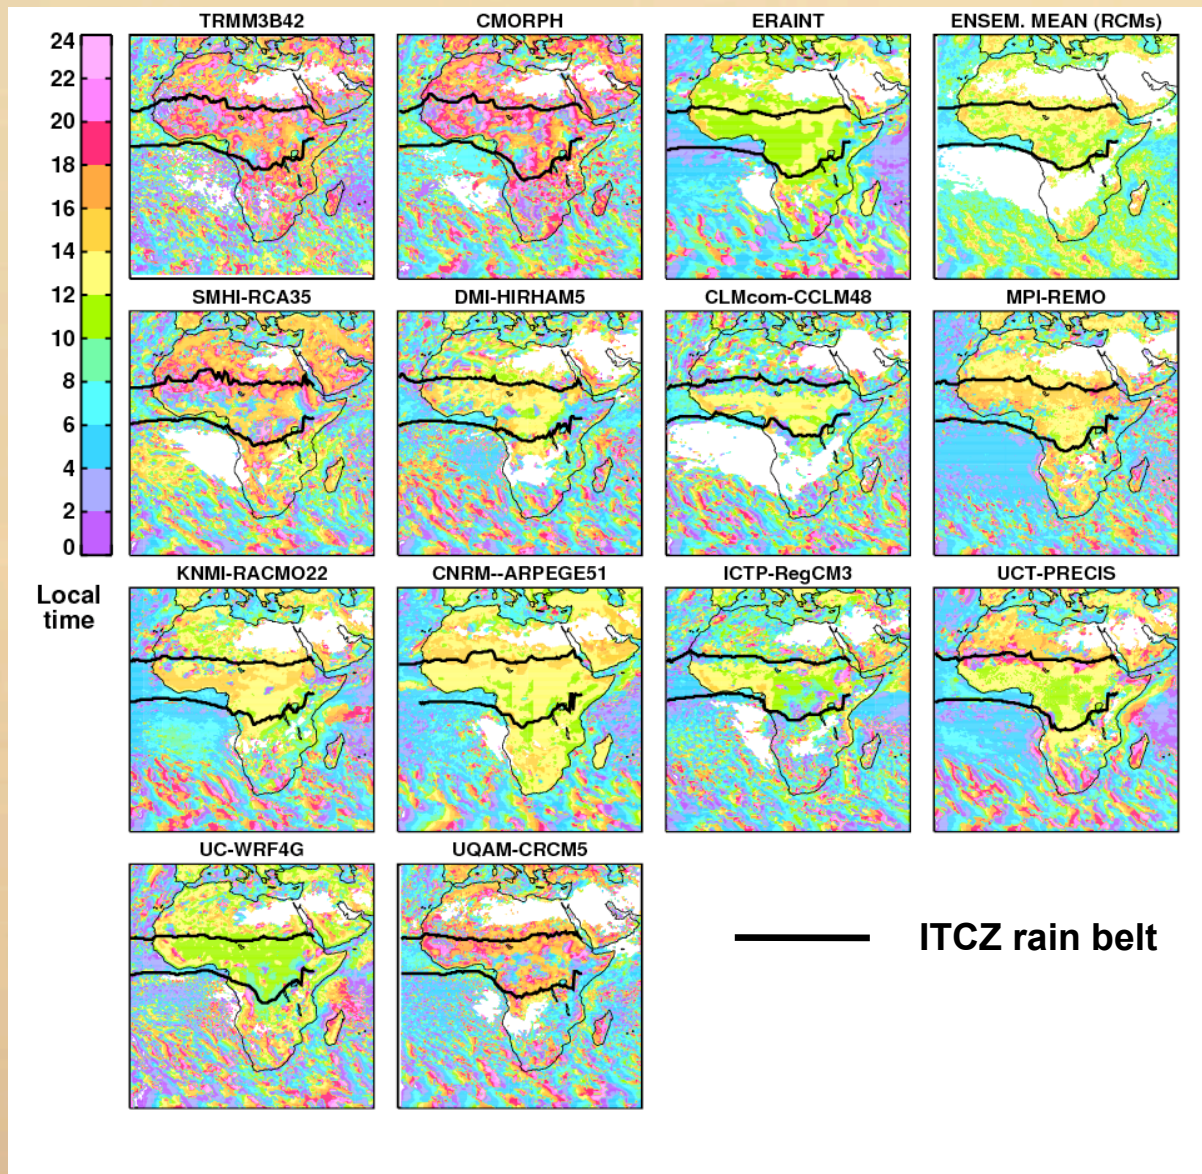 TRMM3B42 CMORPH ERAINT ENSEM. MEAN (RCMs)
24
22
20
18
16
14
12
10
8
6
4
2
0
Local
time
SMHI-RCA35 DMI-HIRHAM5 CLMcom-CCLM48 MPI-REMO
KNMI-RACMO22 CNRM--ARPEGE51 ICTP-RegCM3 UCT-PRECIS
UC-WRF4G UQAM-CRCM5
ITCZ rain belt